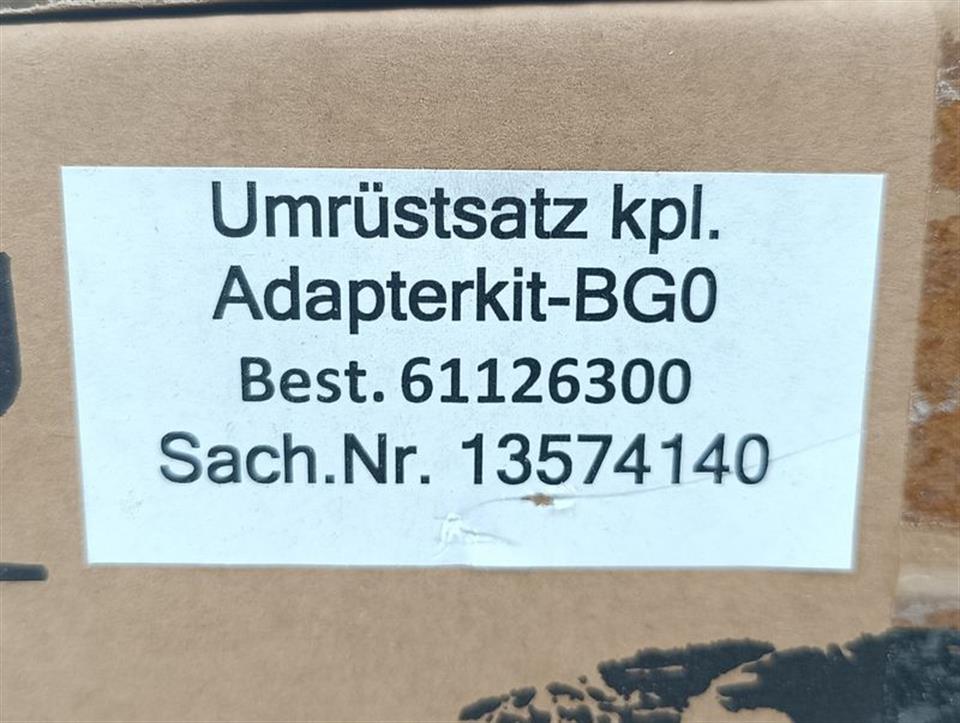 Umrüstsatz kpl.
Adapterkit-BG0
Best. 61126300
Sach.Nr. 13574140